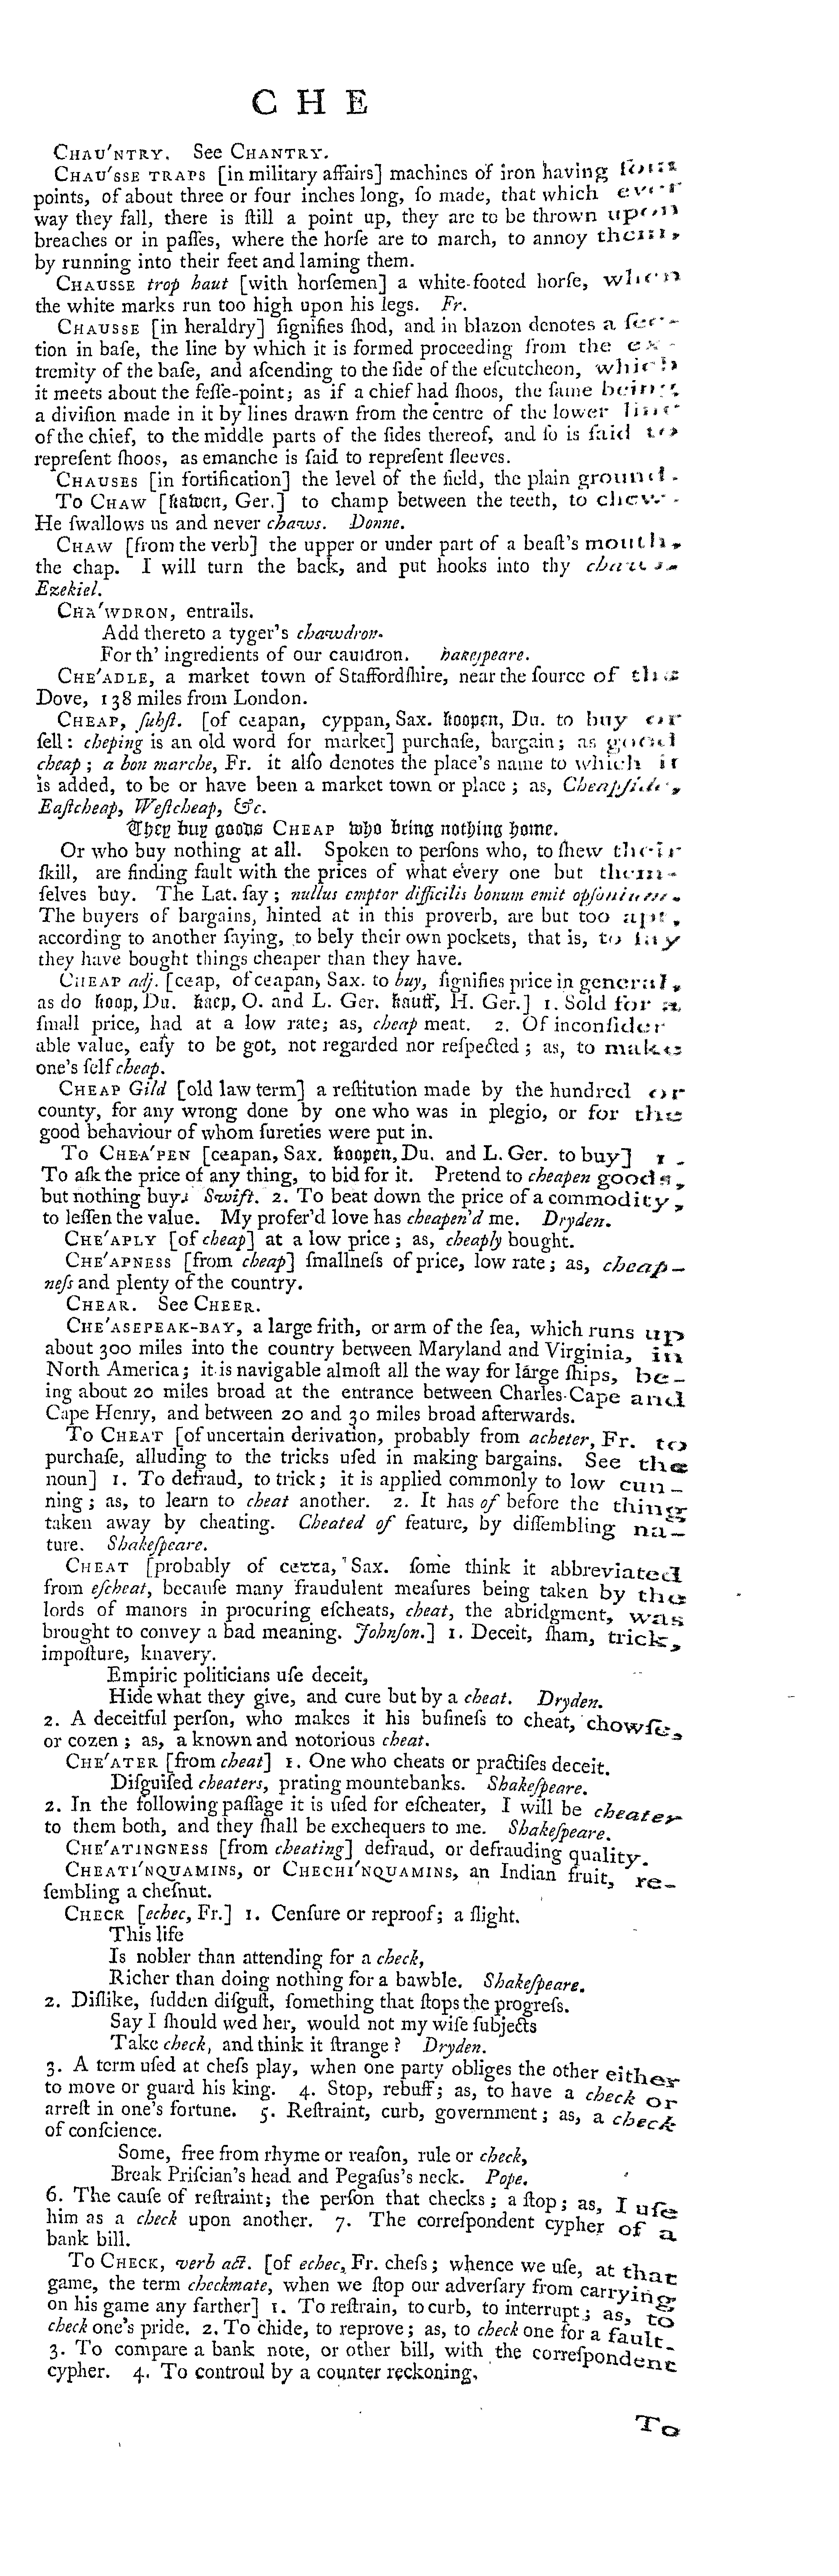 C H E
CHAU'NTRY. See CHANTRY.
CHAU'SSE TRAPS [in military affairs] machines of iron having four
points, of about three or four inches long, ſo made, that which ever
way they fall, there is ſtill a point up, they are to be thrown upon
breaches or in paſſes, where the horſe are to march, to annoy them,
by running into their feet and laming them.
CHAUSSE trop haut [with horſemen] a white-footed horſe, when
the white marks run too high upon his legs. Fr.
CHAUSSE [in heraldry] ſignifies ſhod, and in blazon denotes a ſec-
tion in baſe, the line by which it is formed proceeding from the ex-
tremity of the baſe, and aſcending to the ſide of the eſcutcheon, which
it meets about the feſſe-point; as if a chief had ſhoos, the ſame being
a diviſion made in it by lines drawn from the centre of the lower line
of the chief, to the middle parts of the ſides thereof, and ſo is ſaid to
repreſent ſhoos, as emanche is ſaid to repreſent ſleeves.
CHAUSES [in fortification] the level of the field, the plain ground.
To CHAW [kawen, Ger.] to champ between the teeth, to chew.
He ſwallows us and never chaws. Donne.
CHAW [from the verb] the upper or under part of a beaſt's mouth,
the chap. I will turn the back, and put hooks into thy chaws.
Ezekiel.
CHA'WDRON, entrails.
Add thereto a tyger's chawdron.
For th' ingredients of our cauldron. hakeſpeare.
CHE'ADLE, a market town of Staffordſhire, near the ſource of the
Dove, 138 miles from London.
CHEAP, ſubſt. [of ceapan, cyppan, Sax. koopen, Du. to buy or
ſell: cheping is an old word for market] purchaſe, bargain; as good
cheap; a bon marche, Fr. it alſo denotes the place's name to which it
is added, to be or have been a market town or place; as, Cheapſide,
Eaſtcheap, Weſtcheap, &c.
They buy goods CHEAP who bring nothing home.
Or who buy nothing at all. Spoken to perſons who, to ſhew their
ſkill, are finding fault with the prices of what every one but them-
ſelves buy. The Lat. ſay; nullus emptor difficilis bonum emit opſonium.
The buyers of bargains, hinted at in this proverb, are but too apt,
according to another ſaying, to bely their own pockets, that is, to ſay
they have bought things cheaper than they have.
CHEAP adj. [ceap, of ceapan, Sax. to buy, ſignifies price in general,
as do koop, Du. kaep, O. and L. Ger. kauff, H. Ger.] 1. Sold for a
ſmall price, had at a low rate; as, cheap meat. 2. Of inconſider
able value, eaſy to be got, not regarded nor reſpected; as, to make
one's ſelf cheap.
CHEAP Gild [old law term] a reſtitution made by the hundred or
county, for any wrong done by one who was in plegio, or for the
good behaviour of whom ſureties were put in.
To CHEA'PEN [ceapan, Sax. koopen, Du. and L. Ger. to buy] 1.
To aſk the price of any thing, to bid for it. Pretend to cheapen goods,
but nothing buy. Swift. 2. To beat down the price of a commodity,
to leſſen the value. My profer'd love has cheapen'd me. Dryden.
CHE'APLY [of cheap] at a low price; as, cheaply bought.
CHE'APNESS [from cheap] ſmallneſs of price, low rate; as, cheap-
neſs and plenty of the country.
CHEAR. See CHEER.
CHE'ASEPEAK-BAY, a large frith, or arm of the ſea, which runs up
about 300 miles into the country between Maryland and Virginia, in
North America; it is navigable almoſt all the way for large ſhips, be-
ing about 20 miles broad at the entrance between Charles-Cape and
Cape Henry, and between 20 and 30 miles broad afterwards.
To CHEAT [of uncertain derivation, probably from acheter, Fr. to
purchaſe, alluding to the tricks uſed in making bargains. See the
noun] 1. To defraud, to trick; it is applied commonly to low cun-
ning; as, to learn to cheat another. 2. It has of before the thing
taken away by cheating. Cheated of feature, by diſſembling na-
ture. Shakeſpeare.
CHEAT [probably of cetta, Sax. ſome think it abbreviated
from eſcheat, becauſe many fraudulent meaſures being taken by the
lords of manors in procuring eſcheats, cheat, the abridgment, was
brought to convey a bad meaning. Johnſon.] 1. Deceit, ſham, trick,
impoſture, knavery.
Empiric politicians uſe deceit,
Hide what they give, and cure but by a cheat. Dryden.
2. A deceitful perſon, who makes it his buſineſs to cheat, chowſe,
or cozen; as, a known and notorious cheat.
CHE'ATER [from cheat] 1. One who cheats or practiſes deceit.
Diſguiſed cheaters, prating mountebanks. Shakeſpeare.
2. In the following paſſage it is uſed for eſcheater, I will be cheater
to them both, and they ſhall be exchequers to me. Shakeſpeare.
CHE'ATINGNESS [from cheating] defraud, or defrauding quality.
CHEATI'NQUAMINS, or CHECHI'NQUAMINS, an Indian fruit, re-
ſembling a cheſnut.
CHECK [echec, Fr.] 1. Cenſure or reproof; a ſlight.
This life
Is nobler than attending for a check,
Richer than doing nothing for a bawble. Shakeſpeare.
2. Diſlike, ſudden diſguſt, ſomething that ſtops the progreſs.
Say I ſhould wed her, would not my wiſe ſubjects
Take check, and think it ſtrange? Dryden.
3. A term uſed at cheſs play, when one party obliges the other either
to move or guard his king. 4. Stop, rebuff; as, to have a check or
arreſt in one's fortune. 5. Reſtraint, curb, government; as, a check
of conſcience.
Some, free from rhyme or reaſon, rule or check,
Break Priſcian's head and Pegaſus's neck. Pope.
6. The cauſe of reſtraint; the perſon that checks; a ſtop; as, I uſe
him as a check upon another. 7. The correſpondent cypher of a
bank bill.
To CHECK, verb act. [of echec, Fr. cheſs; whence we uſe, at that
game, the term checkmate, when we ſtop our adverſary from carrying
on his game any farther] 1. To reſtrain, to curb, to interrupt; as, to
check one's pride. 2. To chide, to reprove; as, to check one for a fault.
3. To compare a bank note, or other bill, with the correſpondent
cypher. 4. To controul by a counter reckoning.
To